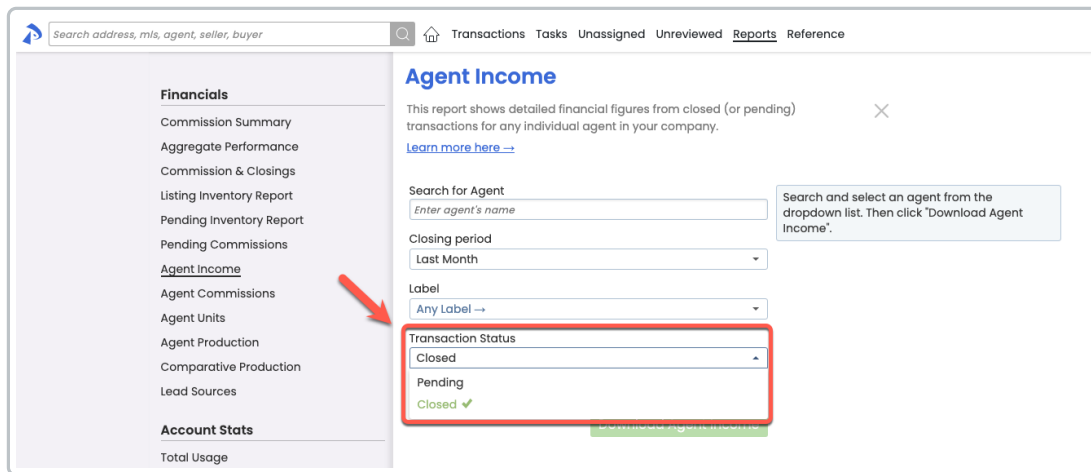 Search address, mls, agent, seller, buyer
Transactions Tasks Unassigned Unreviewed Reports Reference
Financials
Commission Summary
Aggregate Performance
Commission & Closings
Listing Inventory Report
Pending Inventory Report
Pending Commissions
Agent Income
Agent Commissions
Agent Units
Agent Production
Comparative Production
Lead Sources
Account Stats
Total Usage
Agent Income
This report shows detailed financial figures from closed (or pending)
transactions for any individual agent in your company.
Learn more here →
Search for Agent
Enter agent's name
Search and select an agent from the
dropdown list. Then click "Download Agent
Income".
Closing period
Last Month
Label
Any Label →
Transaction Status
Closed
Pending
Closed ✔
Download Agent Income